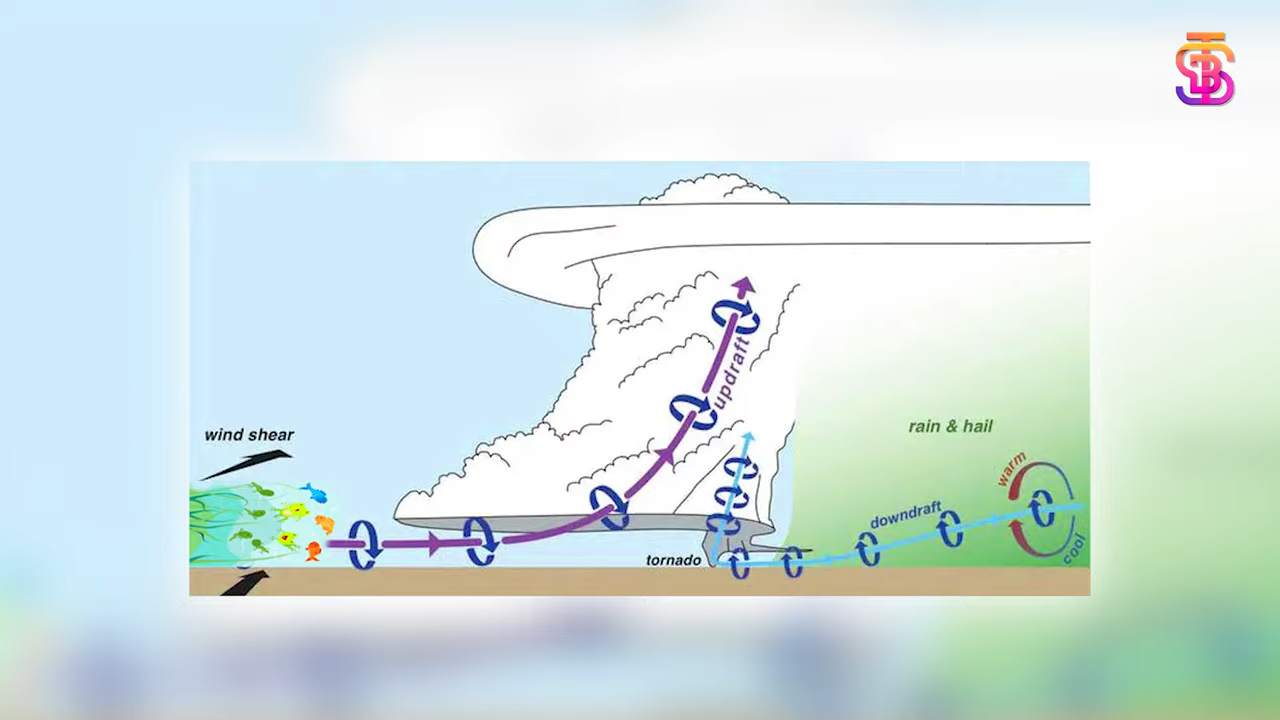 wind shear
updraft
rain & hail
warm
downdraft
tornado
cool